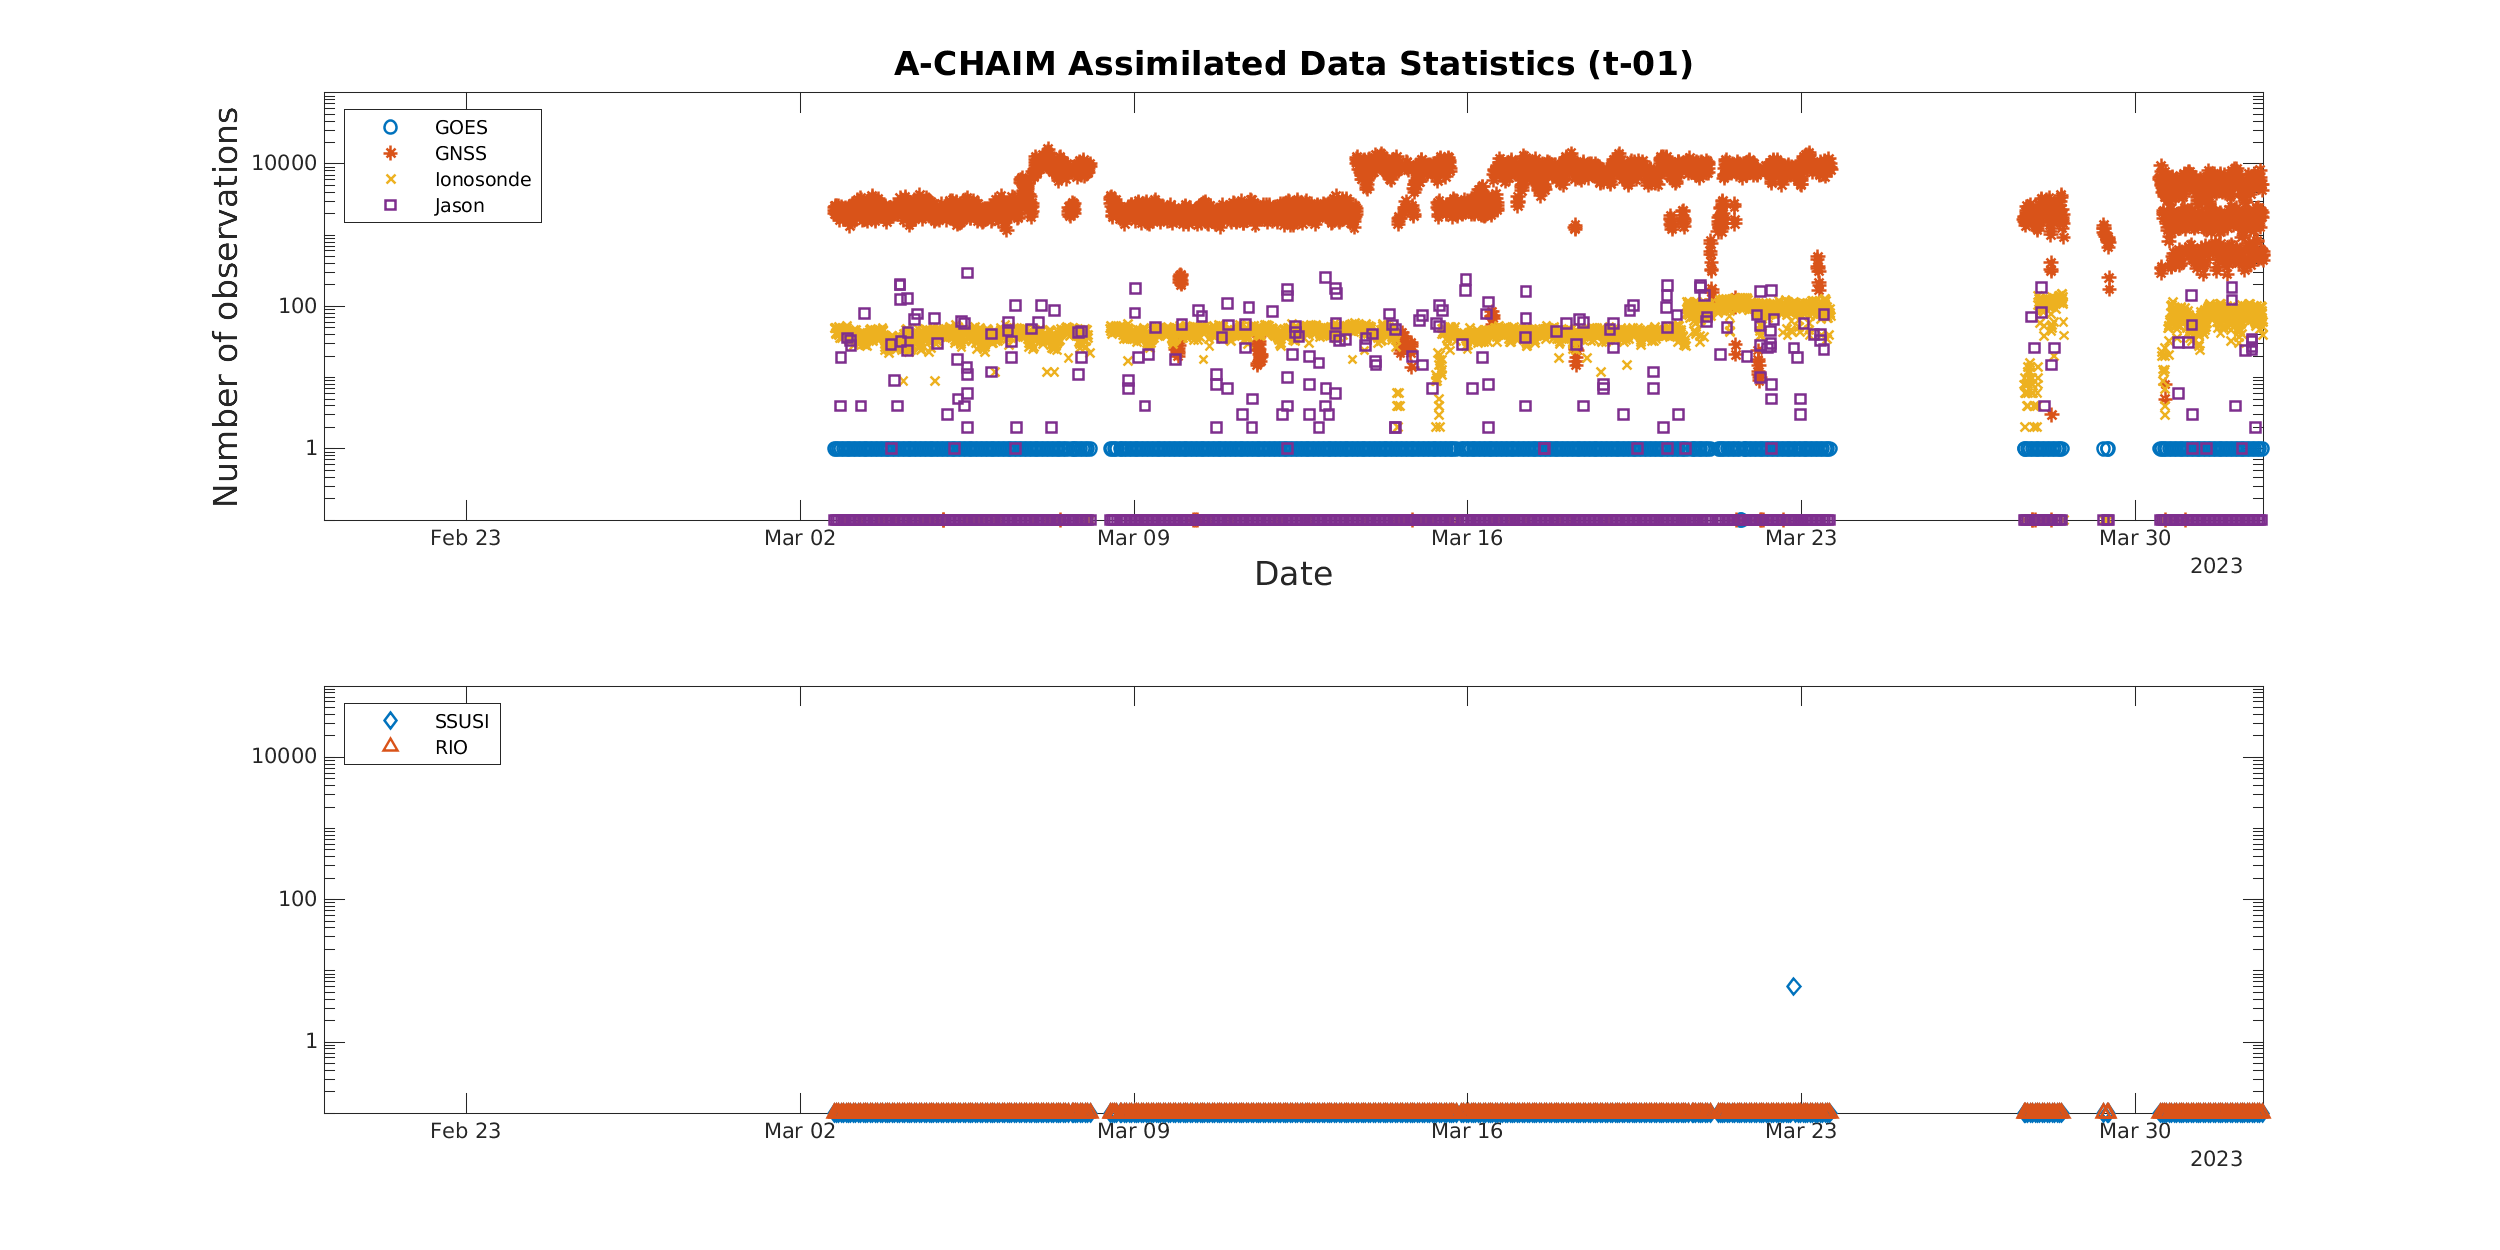 A-CHAIM Assimilated Data Statistics (t-01)
Number of observations
10000
100
1
GOES
GNSS
Ionosonde
Jason
Feb 23 Mar 02 Mar 09 Mar 16 Mar 23 Mar 30
2023
Date
10000
100
1
SSUSI
RIO
Feb 23 Mar 02 Mar 09 Mar 16 Mar 23 Mar 30
2023